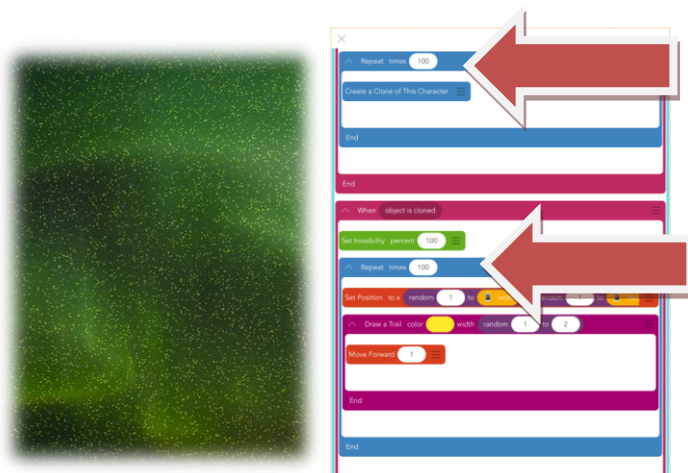 Repeat times 100
Create a Clone of This Character
End
End
When object is cloned
Set Invisibility percent 100
Repeat times 100
Set Position to x random 1 to
Draw a Trail color width random 1 to 2
Move Forward 1
End
End